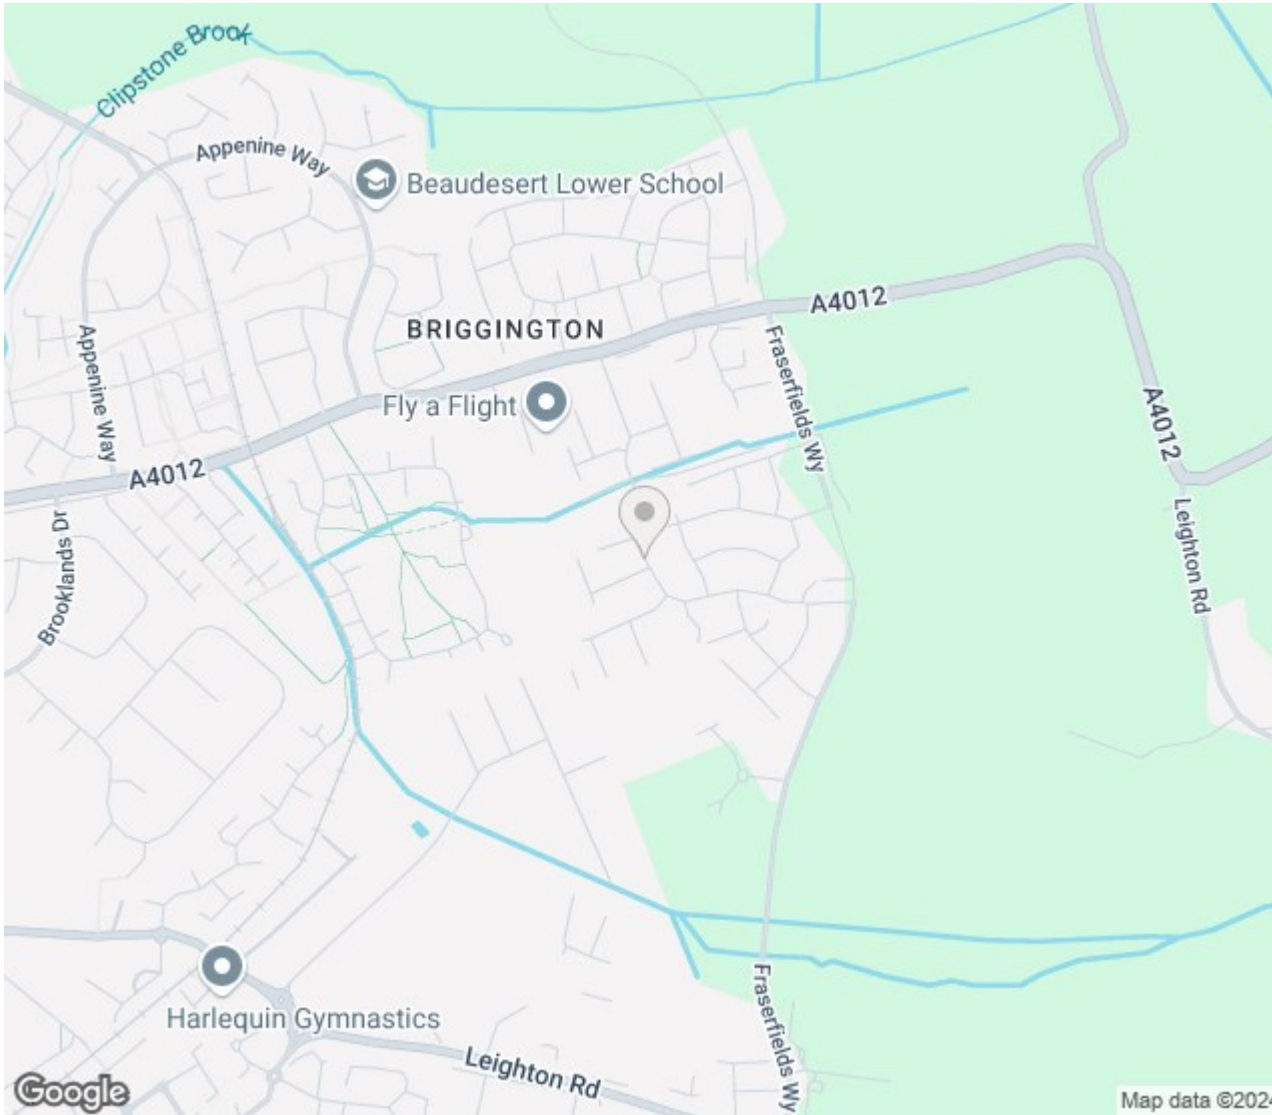 Clipstone Brook
Appenine Way
Beaudesert Lower School
A4012
BRIGGINGTON
Fraserfields Wy
Appenine Way
Fly a Flight
A4012
A4012
Leighton Rd
Brooklands Dr
Harlequin Gymnastics
Leighton Rd
Fraserfields Wy
Google
Map data ©2024